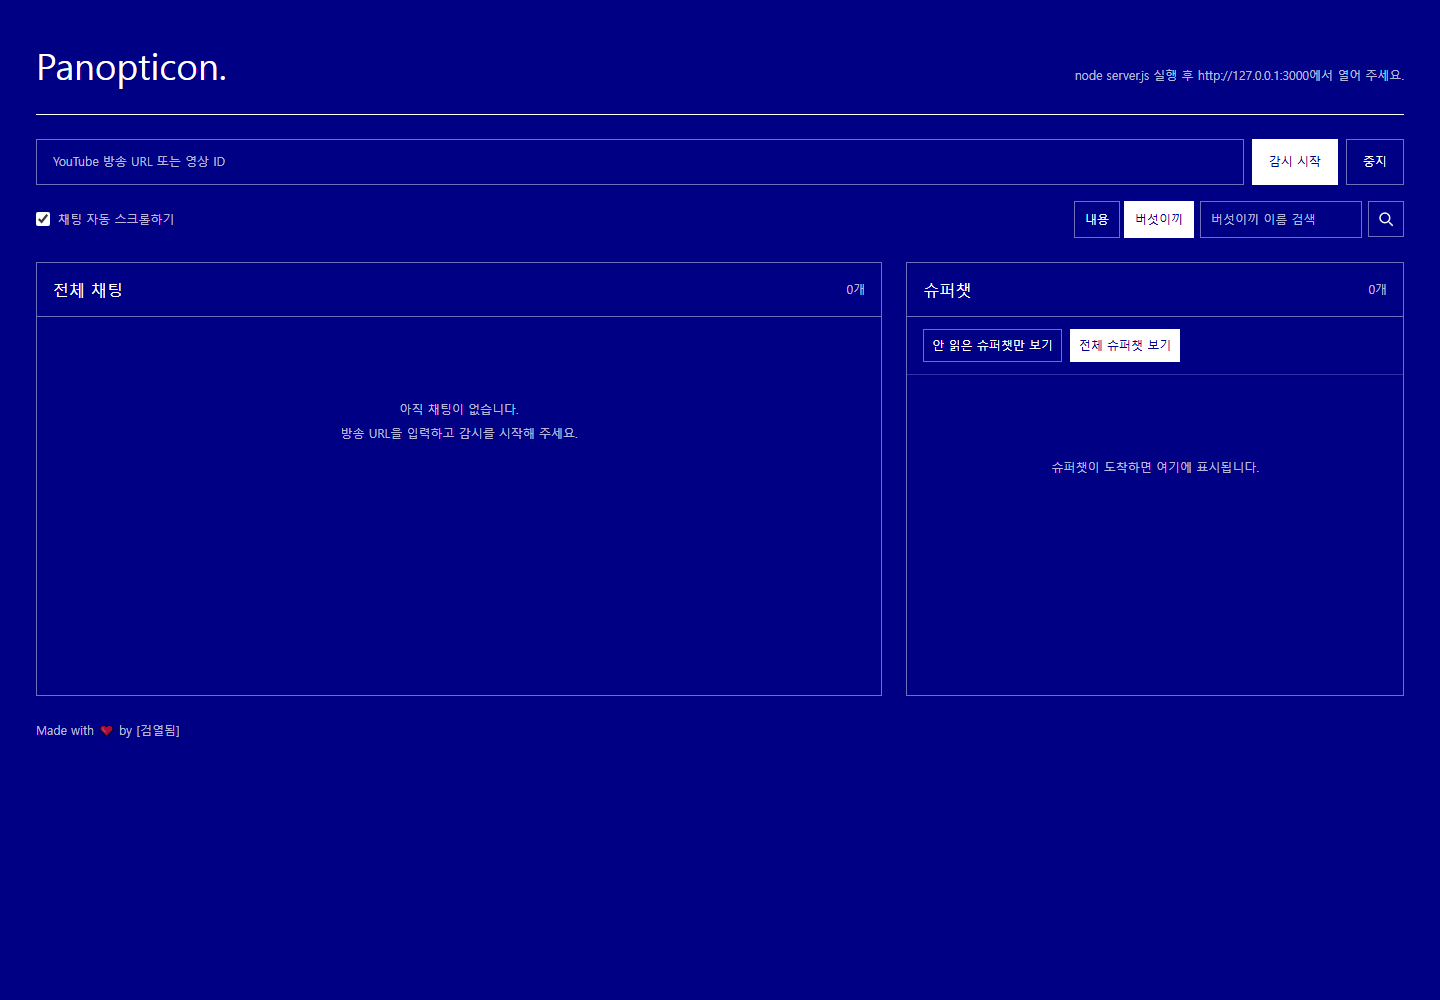 Panopticon.
node server.js 실행 후 http://127.0.0.1:3000에서 열어 주세요.
YouTube 방송 URL 또는 영상 ID
감시 시작
중지
채팅 자동 스크롤하기
내용
버섯이끼
버섯이끼 이름 검색
전체 채팅
0개
아직 채팅이 없습니다.
방송 URL을 입력하고 감시를 시작해 주세요.
슈퍼챗
0개
안 읽은 슈퍼챗만 보기
전체 슈퍼챗 보기
슈퍼챗이 도착하면 여기에 표시됩니다.
Made with ♥ by [검열됨]